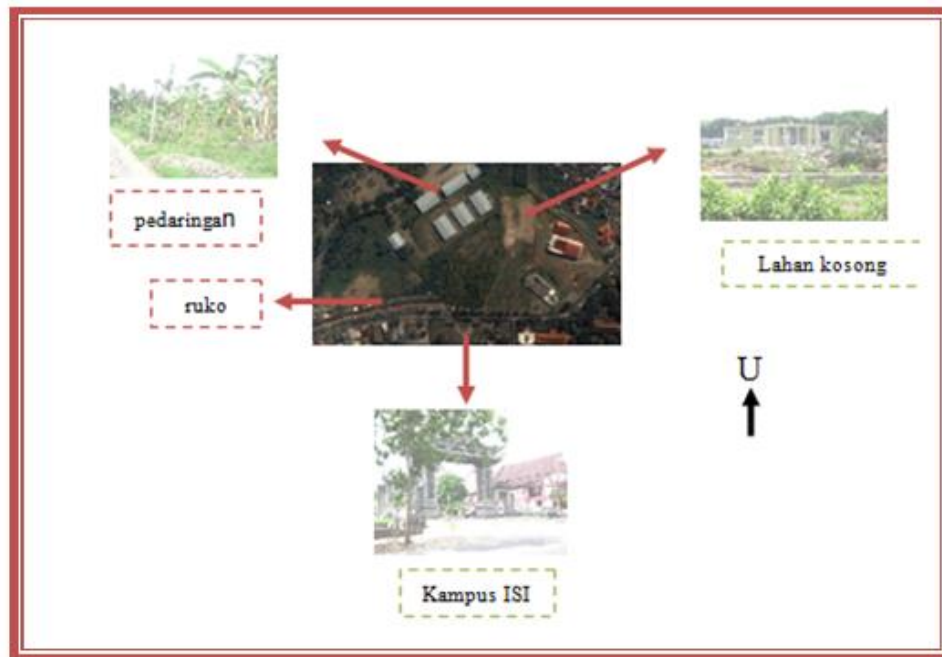 pedaringan
Lahan kosong
ruko
U
Kampus ISI